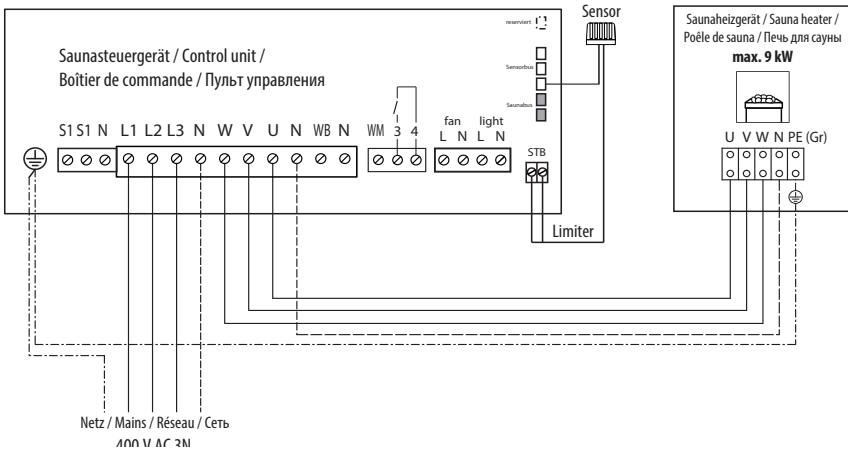 reserviert
Sensor
Saunasteuergerät / Control unit /
Boîtier de commande / Пульт управления
Sensorbus
Saunabus
Saunaheizgerät / Sauna heater /
Poêle de sauna / Печь для сауны
max. 9 kW
S1 S1 N L1 L2 L3 N W V U N WB N
WM 3 4
fan light
L N L N
STB
U V W N PE (Gr)
Limiter
Netz / Mains / Réseau / Сеть
400 V AC 3N